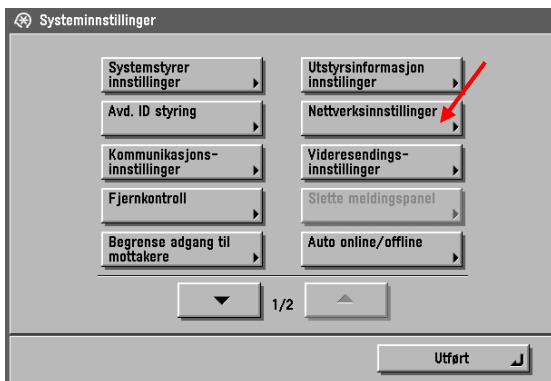 Systeminnstillinger
Systemstyrer
innstillinger
Utstyrsinformasjon
innstilinger
Avd. ID styring
Nettverksinnstillinger
Kommunikasjons-
innstillinger
Videresendings-
innstillinger
Fjernkontroll
Slette meldingspanel
Begrense adgang til
mottakere
Auto online/offline
1/2
Utført